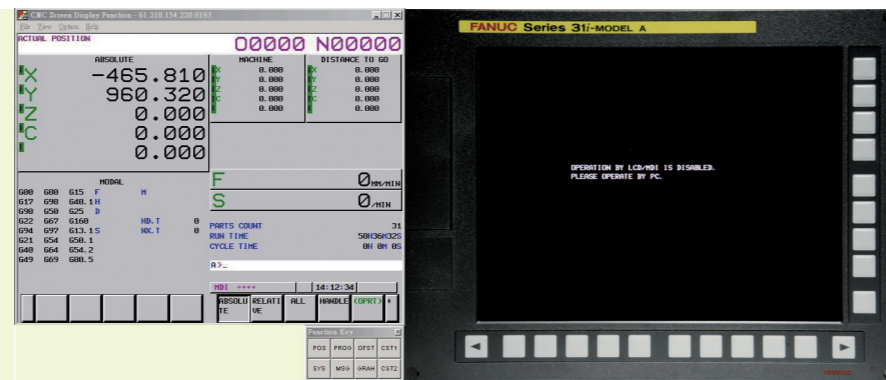 CNC Screen Display Function - 61.218.154.220:8193
File View Option Help
ACTUAL POSITION
O0000 N00000
ABSOLUTE
X -465.810
Y 960.320
Z 0.000
C 0.000
0.000
MACHINE
X 0.000
Y 0.000
Z 0.000
C 0.000
0.000
DISTANCE TO GO
X 0.000
Y 0.000
Z 0.000
C 0.000
0.000
MODAL
G00 G80 G15 F M
G17 G98 G40.1 H
G90 G50 G25 D
G22 G67 G160 HD.T 0
G94 G97 G13.1 S NX.T 0
G21 G54 G50.1
G40 G64 G54.2
G49 G69 G80.5
F 0 MM/MIN
S 0 /MIN
PARTS COUNT 31
RUN TIME 50H36M32S
CYCLE TIME 0H 0M 0S
A>_
MDI **** 14:12:34
ABSOLUTE
RELATIVE
ALL
HANDLE
(OPRT)
+
Function Key
POS PROG OFST CST1
SYS MSG GRAH CST2
FANUC Series 31i-MODEL A
OPERATION BY LCD/MDI IS DISABLED.
PLEASE OPERATE BY PC.